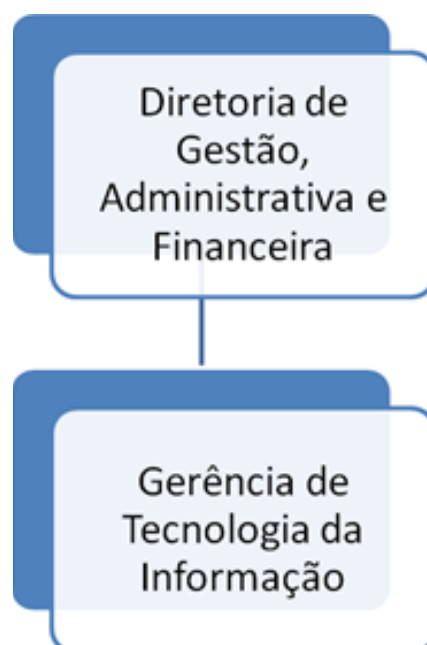 Diretoria de
Gestão,
Administrativa e
Financeira
Gerência de
Tecnologia da
Informação